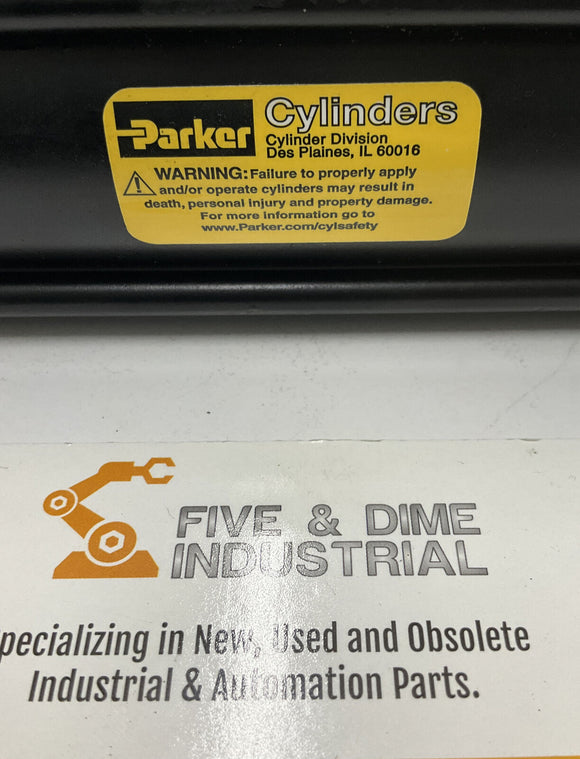 Parker
Cylinders
Cylinder Division
Des Plaines, IL 60016
WARNING: Failure to properly apply
and/or operate cylinders may result in
death, personal injury and property damage.
For more information go to
www.Parker.com/cylsafety
FIVE & DIME
INDUSTRIAL
pecializing in New, Used and Obsolete
Industrial & Automation Parts.